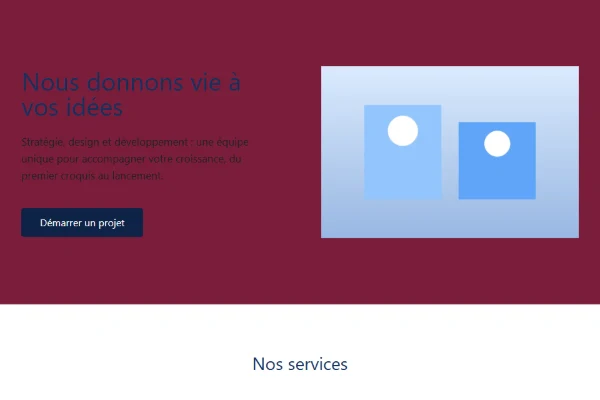 Nous donnons vie à
vos idées
Stratégie, design et développement : une équipe
unique pour accompagner votre croissance, du
premier croquis au lancement.
Démarrer un projet
Nos services